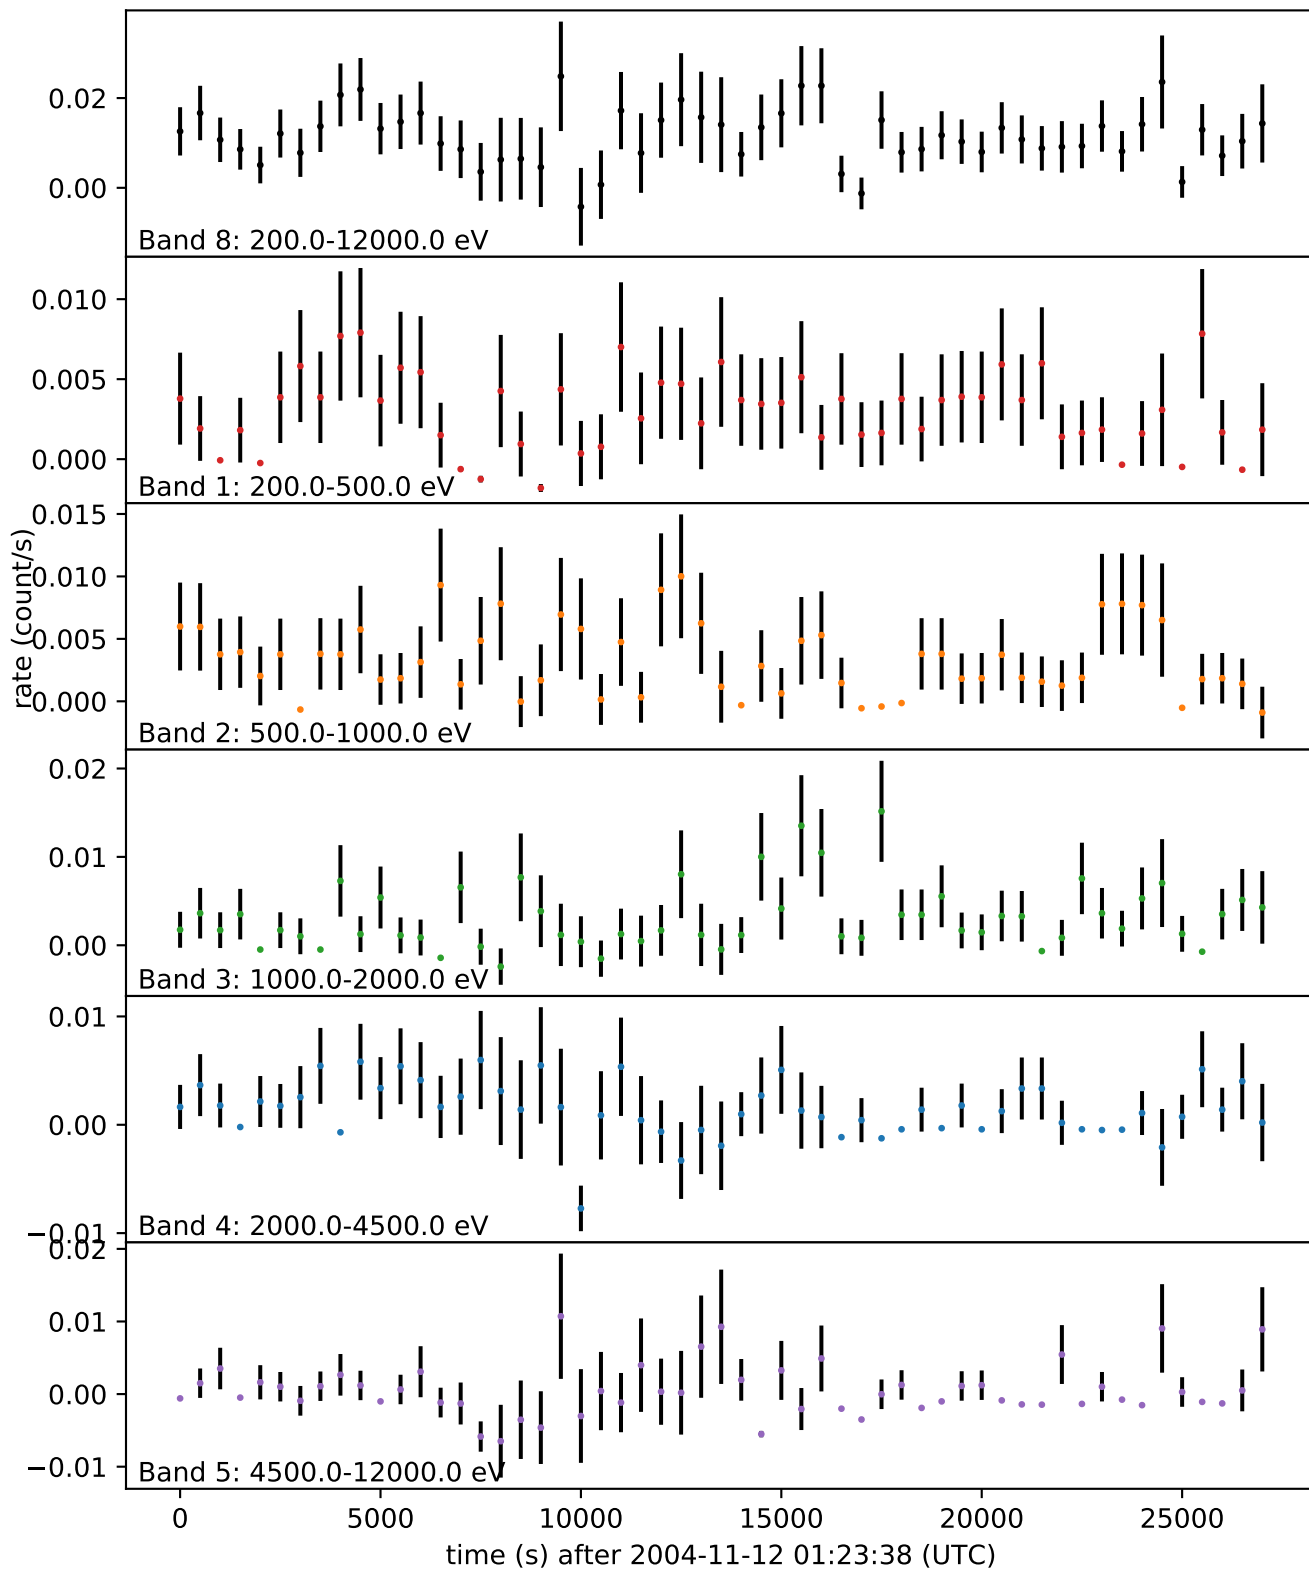 0.02
0.00
Band 8: 200.0-12000.0 eV
0.010
0.005
0.000
Band 1: 200.0-500.0 eV
rate (count/s)
0.015
0.010
0.005
0.000
Band 2: 500.0-1000.0 eV
0.02
0.01
0.00
Band 3: 1000.0-2000.0 eV
0.01
0.00
−0.01
Band 4: 2000.0-4500.0 eV
0.02
0.01
0.00
−0.01
Band 5: 4500.0-12000.0 eV
0 5000 10000 15000 20000 25000
time (s) after 2004-11-12 01:23:38 (UTC)